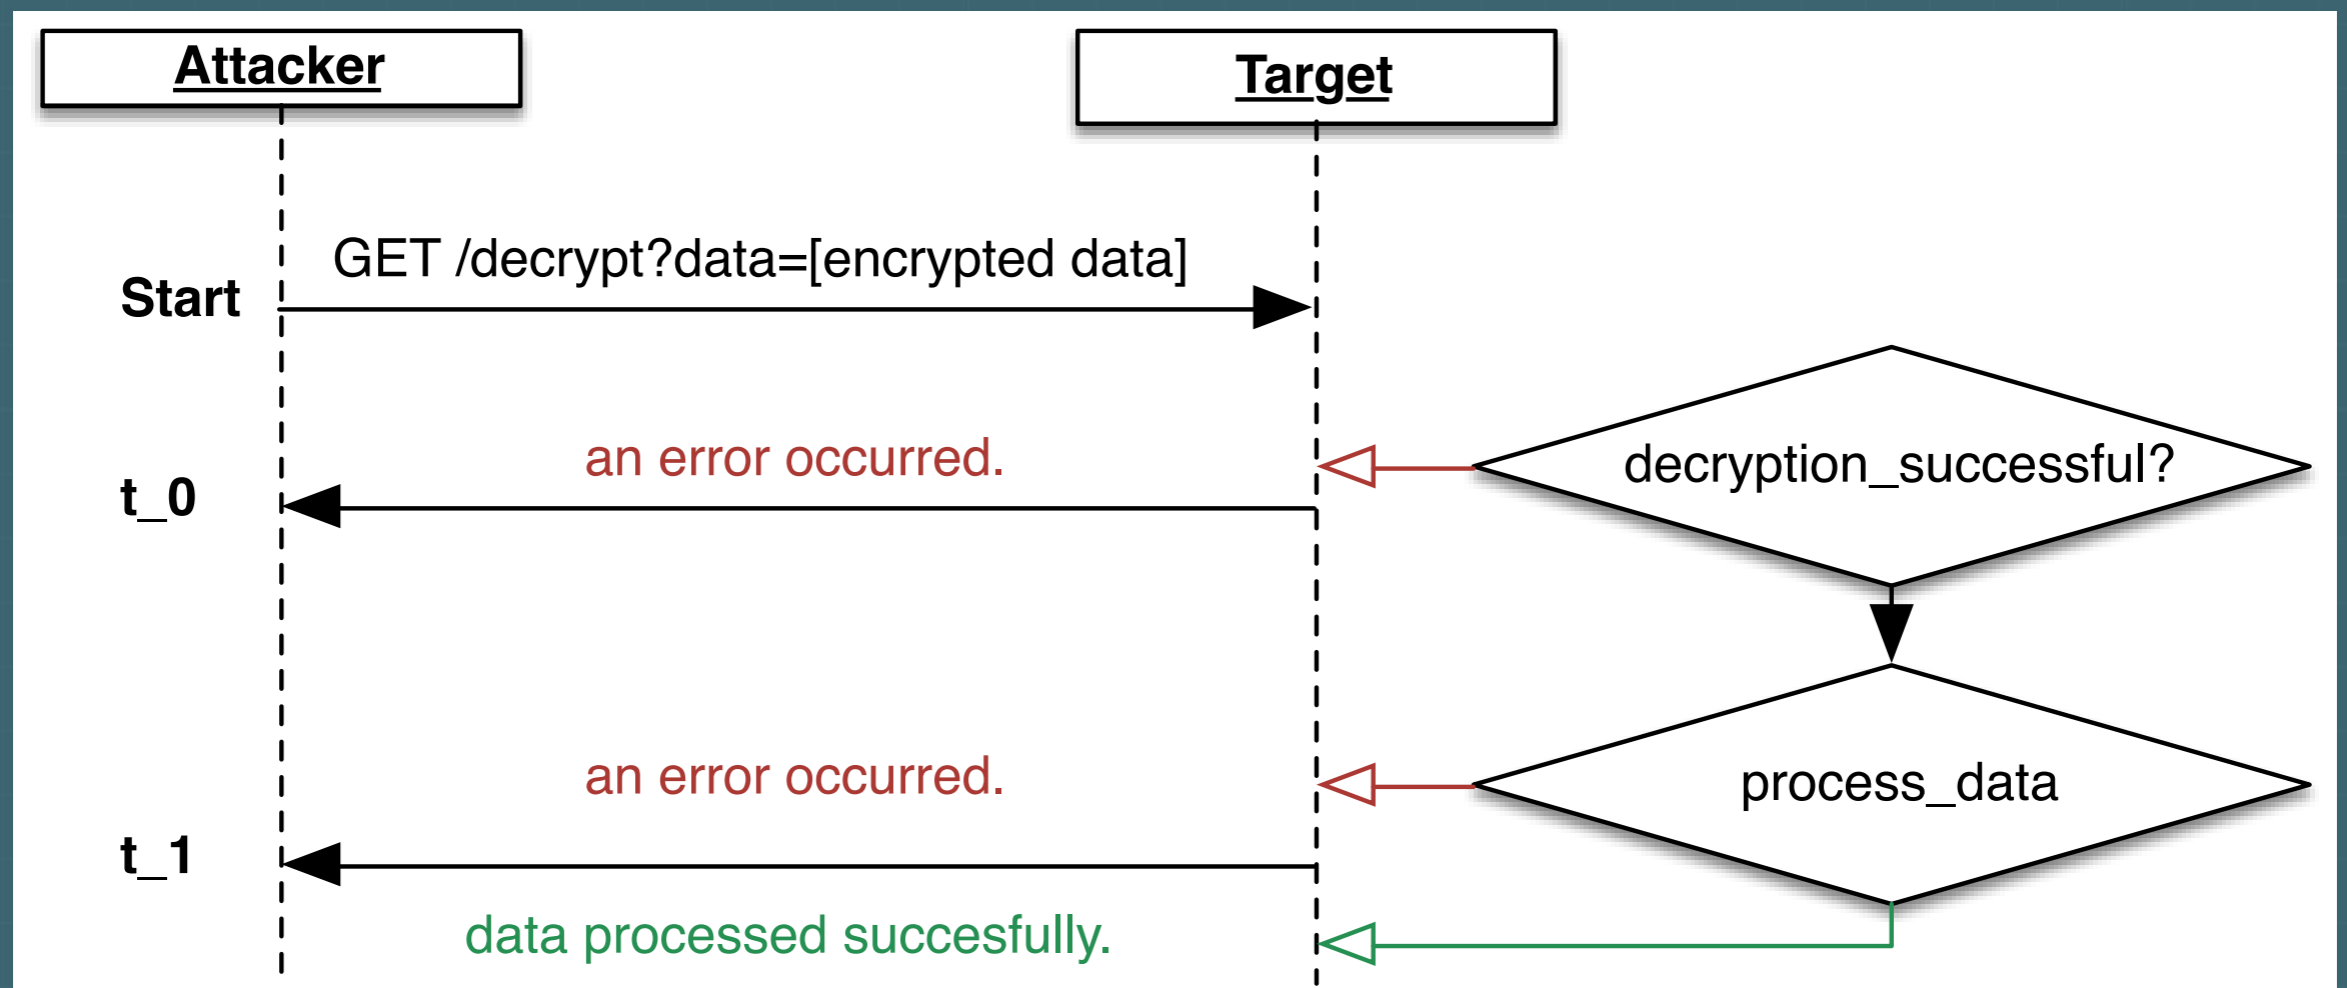 Attacker
Target
GET /decrypt?data=[encrypted data]
Start
an error occurred.
decryption_successful?
t_0
an error occurred.
process_data
t_1
data processed succesfully.